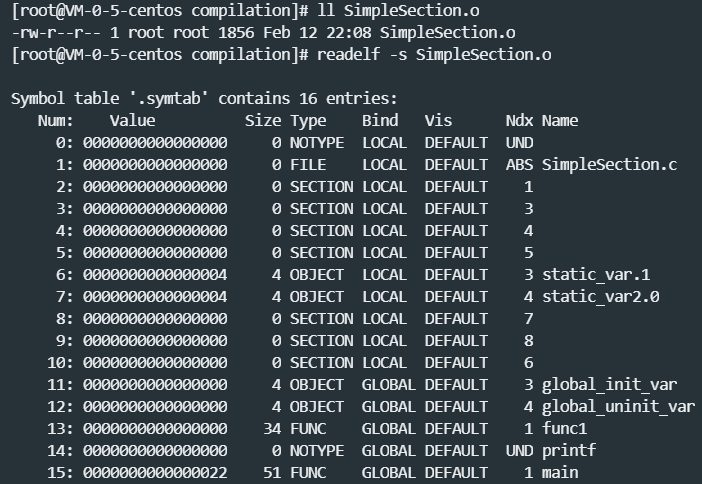 [root@VM-0-5-centos compilation]# ll SimpleSection.o
-rw-r--r-- 1 root root 1856 Feb 12 22:08 SimpleSection.o
[root@VM-0-5-centos compilation]# readelf -s SimpleSection.o

Symbol table '.symtab' contains 16 entries:
   Num:    Value          Size Type    Bind   Vis      Ndx Name
     0: 0000000000000000     0 NOTYPE  LOCAL  DEFAULT  UND
     1: 0000000000000000     0 FILE    LOCAL  DEFAULT  ABS SimpleSection.c
     2: 0000000000000000     0 SECTION LOCAL  DEFAULT    1
     3: 0000000000000000     0 SECTION LOCAL  DEFAULT    3
     4: 0000000000000000     0 SECTION LOCAL  DEFAULT    4
     5: 0000000000000000     0 SECTION LOCAL  DEFAULT    5
     6: 0000000000000004     4 OBJECT  LOCAL  DEFAULT    3 static_var.1
     7: 0000000000000004     4 OBJECT  LOCAL  DEFAULT    4 static_var2.0
     8: 0000000000000000     0 SECTION LOCAL  DEFAULT    7
     9: 0000000000000000     0 SECTION LOCAL  DEFAULT    8
    10: 0000000000000000     0 SECTION LOCAL  DEFAULT    6
    11: 0000000000000000     4 OBJECT  GLOBAL DEFAULT    3 global_init_var
    12: 0000000000000000     4 OBJECT  GLOBAL DEFAULT    4 global_uninit_var
    13: 0000000000000000    34 FUNC    GLOBAL DEFAULT    1 func1
    14: 0000000000000000     0 NOTYPE  GLOBAL DEFAULT  UND printf
    15: 0000000000000022    51 FUNC    GLOBAL DEFAULT    1 main